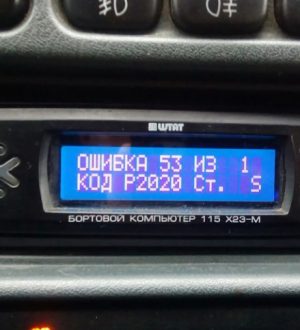 ШТАТ
ОШИБКА 53 ИЗ 1
КОД P2020 Ст. S
БОРТОВОЙ КОМПЬЮТЕР 115 X23-M